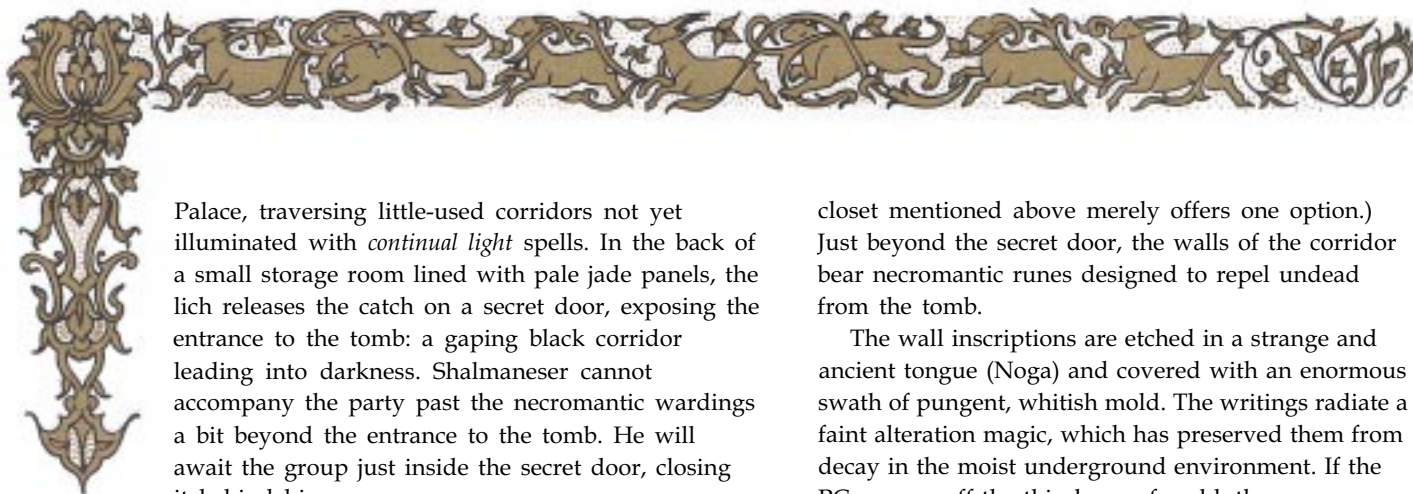 Palace, traversing little-used corridors not yet
illuminated with continual light spells. In the back of
a small storage room lined with pale jade panels, the
lich releases the catch on a secret door, exposing the
entrance to the tomb: a gaping black corridor
leading into darkness. Shalmaneser cannot
accompany the party past the necromantic wardings
a bit beyond the entrance to the tomb. He will
await the group just inside the secret door, closing
closet mentioned above merely offers one option.)
Just beyond the secret door, the walls of the corridor
bear necromantic runes designed to repel undead
from the tomb.
The wall inscriptions are etched in a strange and
ancient tongue (Noga) and covered with an enormous
swath of pungent, whitish mold. The writings radiate a
faint alteration magic, which has preserved them from
decay in the moist underground environment. If the